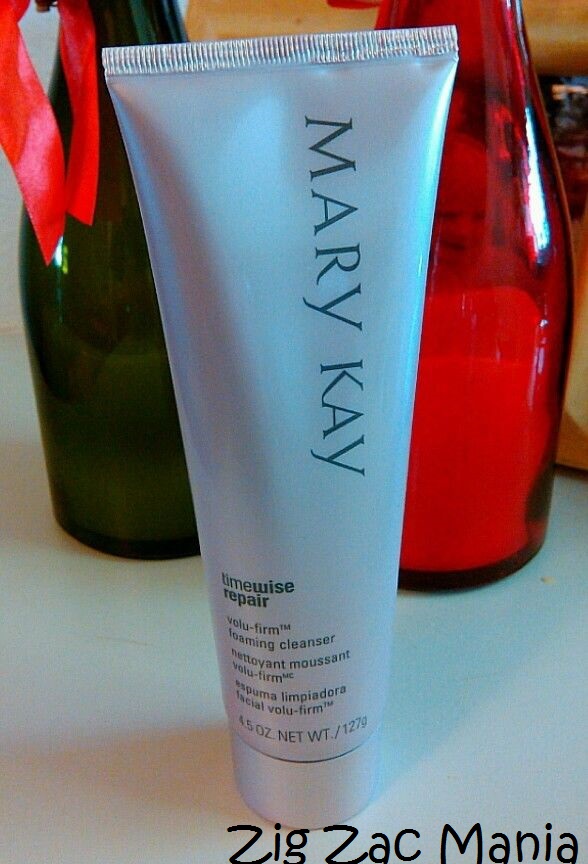 MARY KAY
timewise
repair
volu-firm™
foaming cleanser
nettoyant moussant
volu-firmᴹᶜ
espuma limpiadora
facial volu-firm™
4.5 OZ. NET WT./127g
Zig Zac Mania